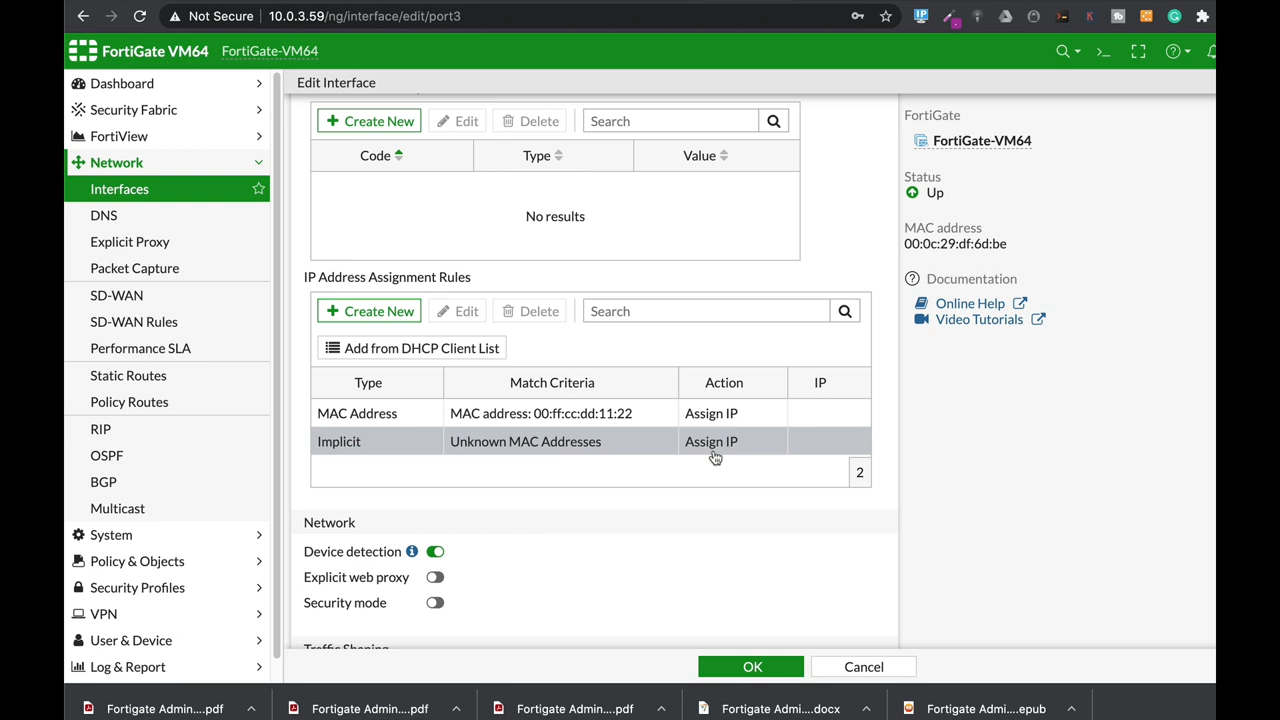 Not Secure | 10.0.3.59/ng/interface/edit/port3
FortiGate VM64 FortiGate-VM64
Dashboard
Security Fabric
FortiView
Network
Interfaces
DNS
Explicit Proxy
Packet Capture
SD-WAN
SD-WAN Rules
Performance SLA
Static Routes
Policy Routes
RIP
OSPF
BGP
Multicast
System
Policy & Objects
Security Profiles
VPN
User & Device
Log & Report
Edit Interface
Create New Edit Delete Search
Code Type Value
No results
IP Address Assignment Rules
Create New Edit Delete Search
Add from DHCP Client List
Type Match Criteria Action IP
MAC Address MAC address: 00:ff:cc:dd:11:22 Assign IP
Implicit Unknown MAC Addresses Assign IP
2
Network
Device detection
Explicit web proxy
Security mode
OK Cancel
FortiGate
FortiGate-VM64
Status
Up
MAC address
00:0c:29:df:6d:be
Documentation
Online Help
Video Tutorials
Fortigate Admin....pdf Fortigate Admin....pdf Fortigate Admin....pdf Fortigate Admi....docx Fortigate Admi....epub